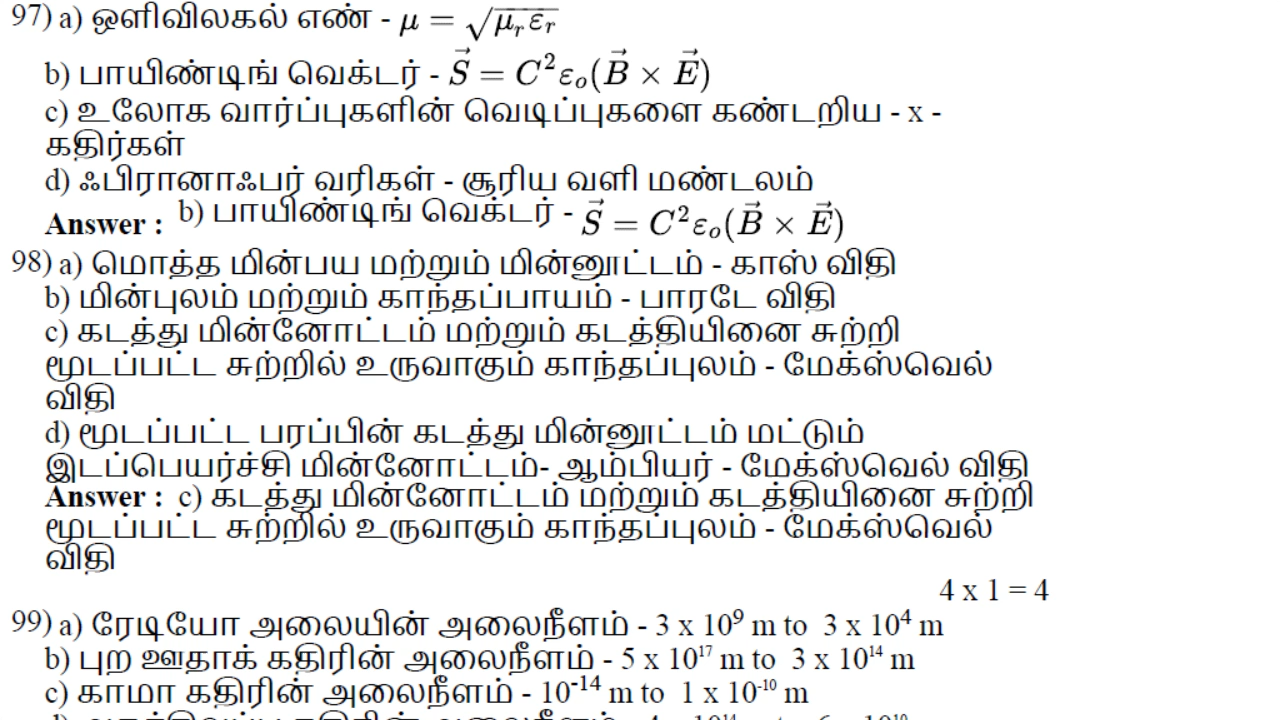 97) a) ஒளிவிலகல் எண் - μ = √μᵣεᵣ
b) பாயிண்டிங் வெக்டர் - S⃗ = C²εₒ(B⃗ × E⃗)
c) உலோக வார்ப்புகளின் வெடிப்புகளை கண்டறிய - x -
கதிர்கள்
d) ஃபிரானாஃபர் வரிகள் - சூரிய வளி மண்டலம்
Answer : b) பாயிண்டிங் வெக்டர் - S⃗ = C²εₒ(B⃗ × E⃗)
98) a) மொத்த மின்பய மற்றும் மின்னூட்டம் - காஸ் விதி
b) மின்புலம் மற்றும் காந்தப்பாயம் - பாரடே விதி
c) கடத்து மின்னோட்டம் மற்றும் கடத்தியினை சுற்றி
மூடப்பட்ட சுற்றில் உருவாகும் காந்தப்புலம் - மேக்ஸ்வெல்
விதி
d) மூடப்பட்ட பரப்பின் கடத்து மின்னூட்டம் மட்டும்
இடப்பெயர்ச்சி மின்னோட்டம்- ஆம்பியர் - மேக்ஸ்வெல் விதி
Answer : c) கடத்து மின்னோட்டம் மற்றும் கடத்தியினை சுற்றி
மூடப்பட்ட சுற்றில் உருவாகும் காந்தப்புலம் - மேக்ஸ்வெல்
விதி
4 x 1 = 4
99) a) ரேடியோ அலையின் அலைநீளம் - 3 x 10⁹ m to 3 x 10⁴ m
b) புற ஊதாக் கதிரின் அலைநீளம் - 5 x 10¹⁷ m to 3 x 10¹⁴ m
c) காமா கதிரின் அலைநீளம் - 10⁻¹⁴ m to 1 x 10⁻¹⁰ m